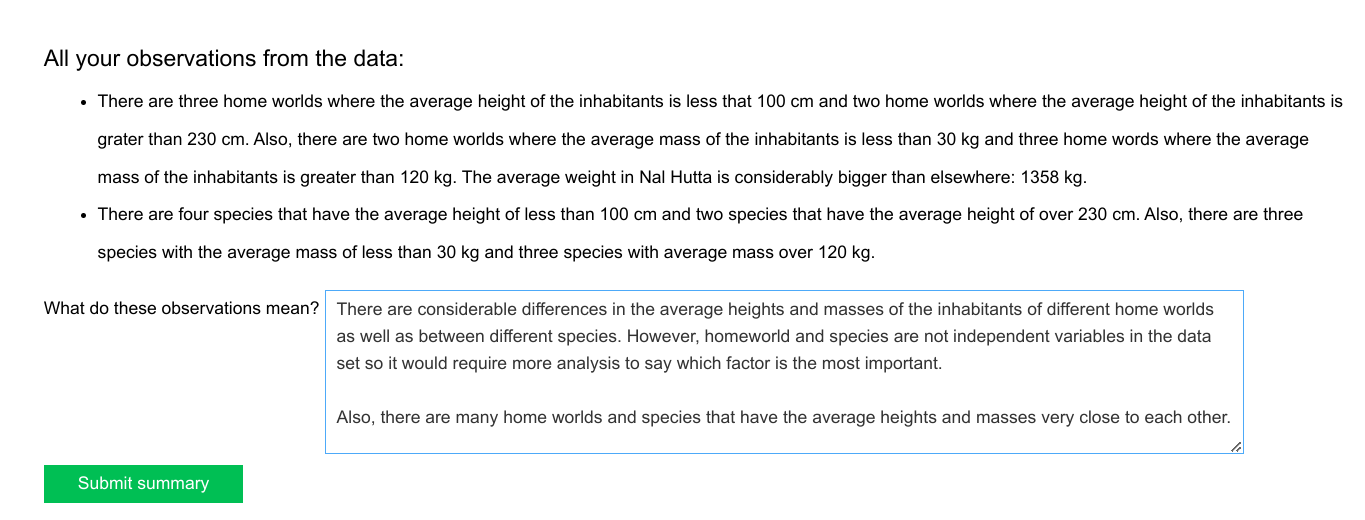 All your observations from the data:
• There are three home worlds where the average height of the inhabitants is less that 100 cm and two home worlds where the average height of the inhabitants is
grater than 230 cm. Also, there are two home worlds where the average mass of the inhabitants is less than 30 kg and three home words where the average
mass of the inhabitants is greater than 120 kg. The average weight in Nal Hutta is considerably bigger than elsewhere: 1358 kg.
• There are four species that have the average height of less than 100 cm and two species that have the average height of over 230 cm. Also, there are three
species with the average mass of less than 30 kg and three species with average mass over 120 kg.
What do these observations mean?
There are considerable differences in the average heights and masses of the inhabitants of different home worlds
as well as between different species. However, homeworld and species are not independent variables in the data
set so it would require more analysis to say which factor is the most important.
Also, there are many home worlds and species that have the average heights and masses very close to each other.
Submit summary